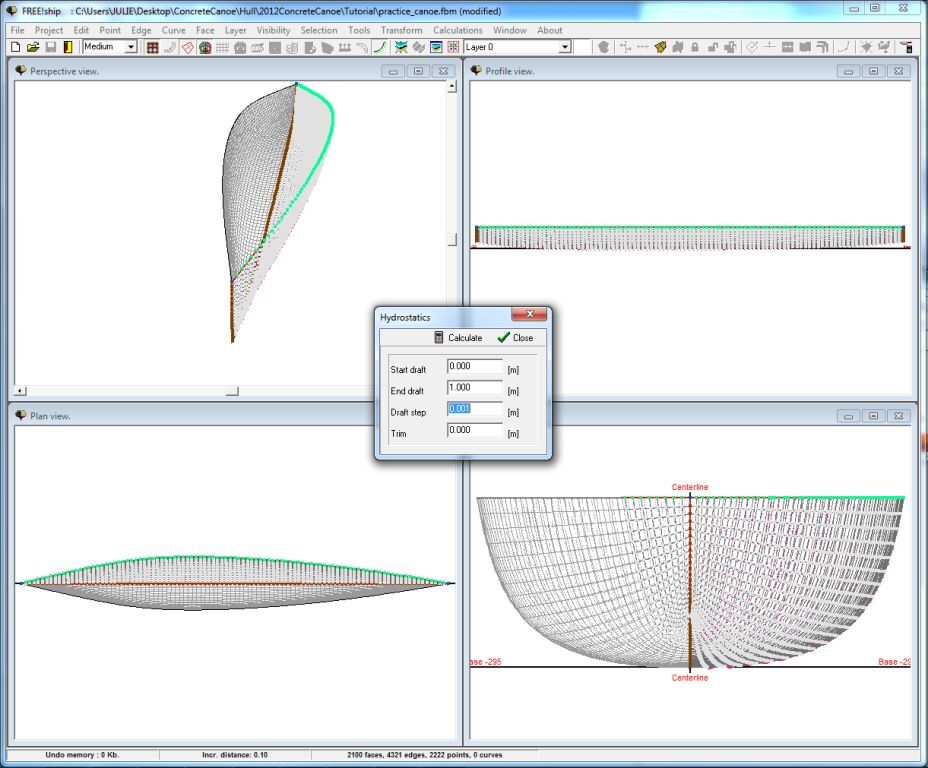 FREE!ship : C:\Users\JULIE\Desktop\ConcreteCanoe\Hull\2012ConcreteCanoe\Tutorial\practice_canoe.fbm (modified)
File Project Edit Point Edge Curve Face Layer Visibility Selection Tools Transform Calculations Window About
Medium Layer 0
Perspective view.
Profile view.
Hydrostatics
Calculate Close
Start draft 0.000 [m]
End draft 1.000 [m]
Draft step 0.001 [m]
Trim 0.000 [m]
Plan view.
Centerline
ase -295 Base -29
Centerline
Undo memory : 0 Kb. Incr. distance: 0.10 2100 faces, 4321 edges, 2222 points, 0 curves